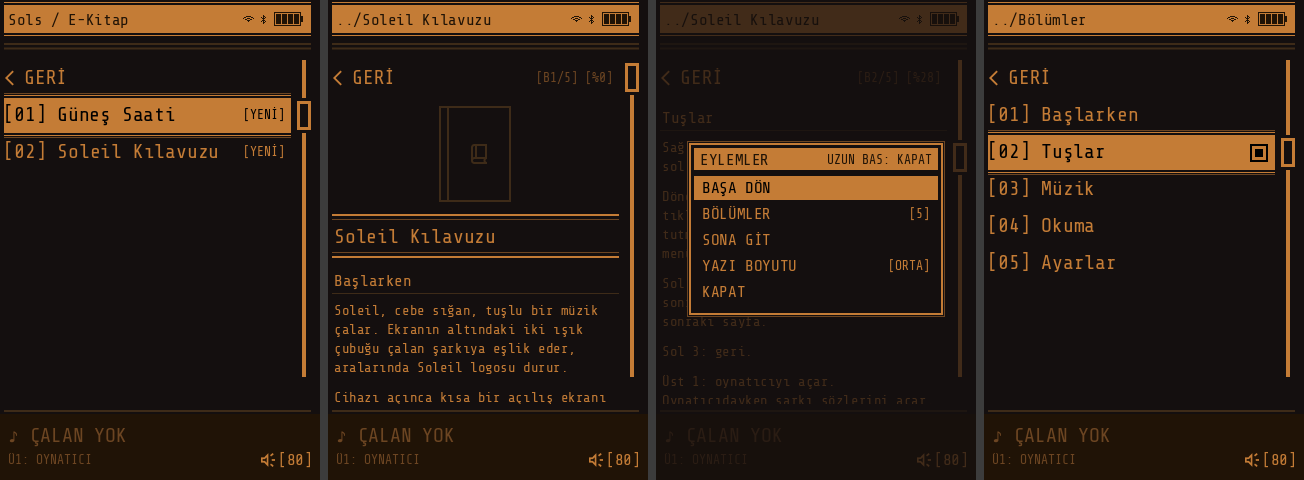 Sols / E-Kitap
< GERİ
[01] Güneş Saati [YENİ]
[02] Soleil Kılavuzu [YENİ]
♪ ÇALAN YOK
Ü1: OYNATICI [80]
../Soleil Kılavuzu
< GERİ [B1/5] [%0]
Soleil Kılavuzu
Başlarken
Soleil, cebe sığan, tuşlu bir müzik
çalar. Ekranın altındaki iki ışık
çubuğu çalan şarkıya eşlik eder,
aralarında Soleil logosu durur.
Cihazı açınca kısa bir açılış ekranı
♪ ÇALAN YOK
Ü1: OYNATICI [80]
../Soleil Kılavuzu
< GERİ [B2/5] [%20]
Tuşlar
EYLEMLER UZUN BAS: KAPAT
BAŞA DÖN
BÖLÜMLER [5]
SONA GİT
YAZI BOYUTU [ORTA]
KAPAT
sonraki sayfa.
Sol 3: geri.
Üst 1: oynatıcıyı açar.
Oynatıcıdayken şarkı sözlerini açar
♪ ÇALAN YOK
Ü1: OYNATICI [80]
../Bölümler
< GERİ
[01] Başlarken
[02] Tuşlar
[03] Müzik
[04] Okuma
[05] Ayarlar
♪ ÇALAN YOK
Ü1: OYNATICI [80]